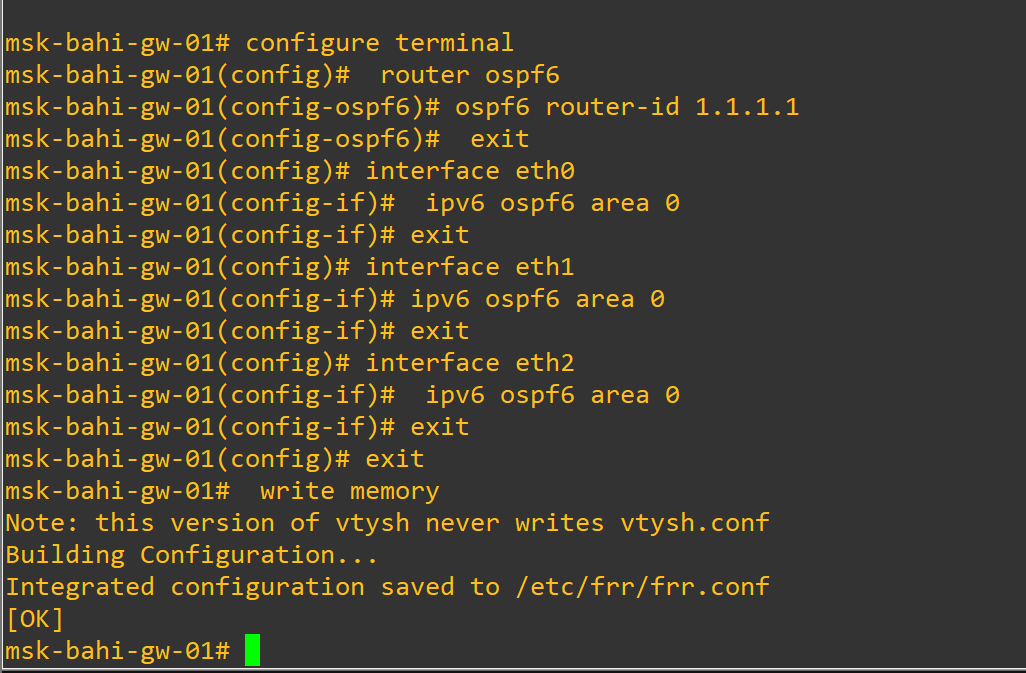 msk-bahi-gw-01# configure terminal
msk-bahi-gw-01(config)#  router ospf6
msk-bahi-gw-01(config-ospf6)# ospf6 router-id 1.1.1.1
msk-bahi-gw-01(config-ospf6)#  exit
msk-bahi-gw-01(config)# interface eth0
msk-bahi-gw-01(config-if)#  ipv6 ospf6 area 0
msk-bahi-gw-01(config-if)# exit
msk-bahi-gw-01(config)# interface eth1
msk-bahi-gw-01(config-if)# ipv6 ospf6 area 0
msk-bahi-gw-01(config-if)# exit
msk-bahi-gw-01(config)# interface eth2
msk-bahi-gw-01(config-if)#  ipv6 ospf6 area 0
msk-bahi-gw-01(config-if)# exit
msk-bahi-gw-01(config)# exit
msk-bahi-gw-01#  write memory
Note: this version of vtysh never writes vtysh.conf
Building Configuration...
Integrated configuration saved to /etc/frr/frr.conf
[OK]
msk-bahi-gw-01#